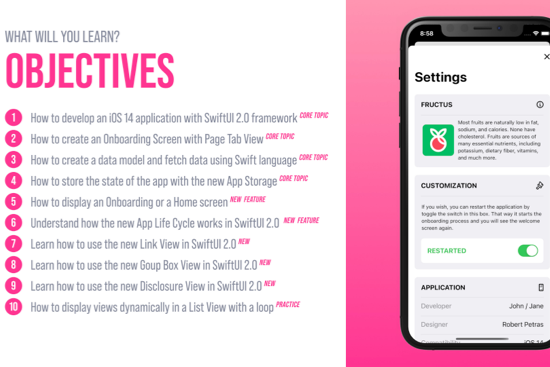 WHAT WILL YOU LEARN?
OBJECTIVES
1 How to develop an iOS 14 application with SwiftUI 2.0 framework CORE TOPIC
2 How to create an Onboarding Screen with Page Tab View CORE TOPIC
3 How to create a data model and fetch data using Swift language CORE TOPIC
4 How to store the state of the app with the new App Storage CORE TOPIC
5 How to display an Onboarding or a Home screen NEW FEATURE
6 Understand how the new App Life Cycle works in SwiftUI 2.0 NEW FEATURE
7 Learn how to use the new Link View in SwiftUI 2.0 NEW
8 Learn how to use the new Goup Box View in SwiftUI 2.0 NEW
9 Learn how to use the new Disclosure View in SwiftUI 2.0 NEW
10 How to display views dynamically in a List View with a loop PRACTICE
8:58
Settings
FRUCTUS
Most fruits are naturally low in fat,
sodium, and calories. None have
cholesterol. Fruits are sources of
many essential nutrients, including
potassium, dietary fiber, vitamins,
and much more.
CUSTOMIZATION
If you wish, you can restart the application by
toggle the switch in this box. That way it starts the
onboarding process and you will see the welcome
screen again.
RESTARTED
APPLICATION
Developer John / Jane
Designer Robert Petras
Compatibility iOS 14